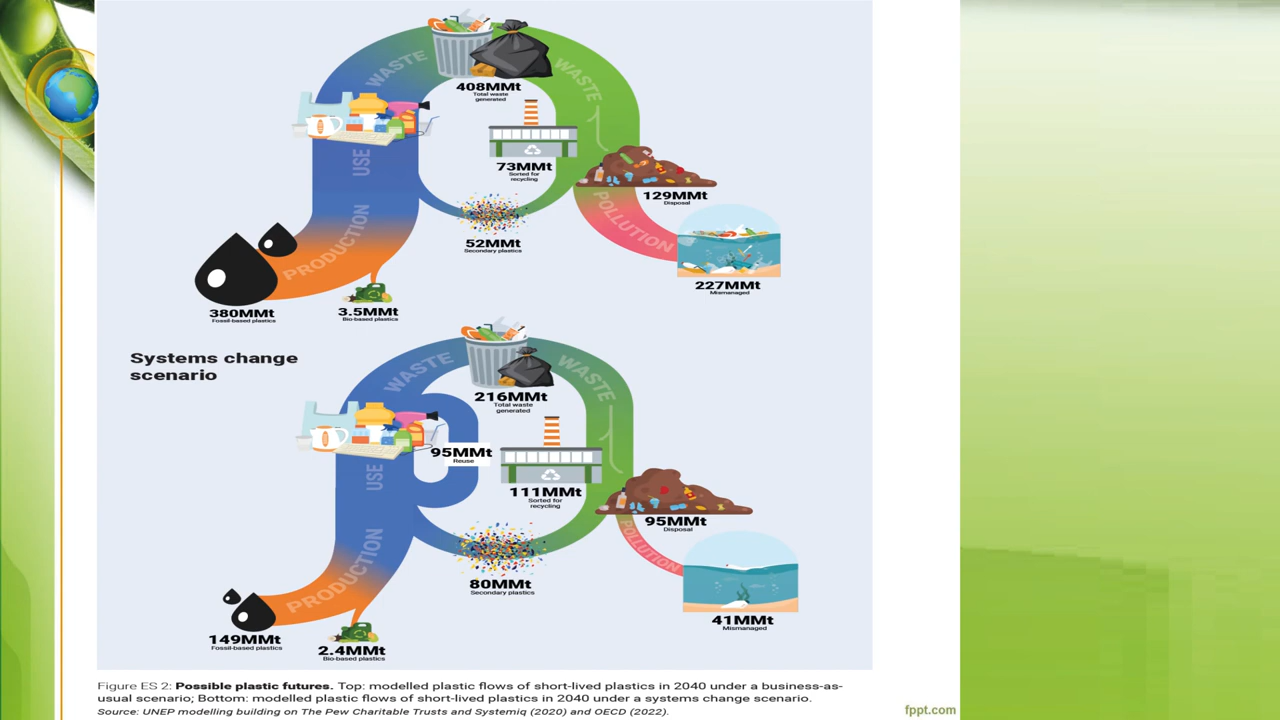 WASTE
WASTE
408MMt
Total waste
generated
USE
73MMt
Sorted for
recycling
129MMt
Disposal
PRODUCTION
POLLUTION
52MMt
Secondary plastics
227MMt
Mismanaged
380MMt
Fossil-based plastics
3.5MMt
Bio-based plastics
Systems change
scenario
WASTE
WASTE
216MMt
Total waste
generated
95MMt
Reuse
USE
111MMt
Sorted for
recycling
95MMt
Disposal
PRODUCTION
POLLUTION
80MMt
Secondary plastics
41MMt
Mismanaged
149MMt
Fossil-based plastics
2.4MMt
Bio-based plastics
Figure ES 2: Possible plastic futures. Top: modelled plastic flows of short-lived plastics in 2040 under a business-as-
usual scenario; Bottom: modelled plastic flows of short-lived plastics in 2040 under a systems change scenario.
Source: UNEP modelling building on The Pew Charitable Trusts and Systemiq (2020) and OECD (2022).
fppt.com